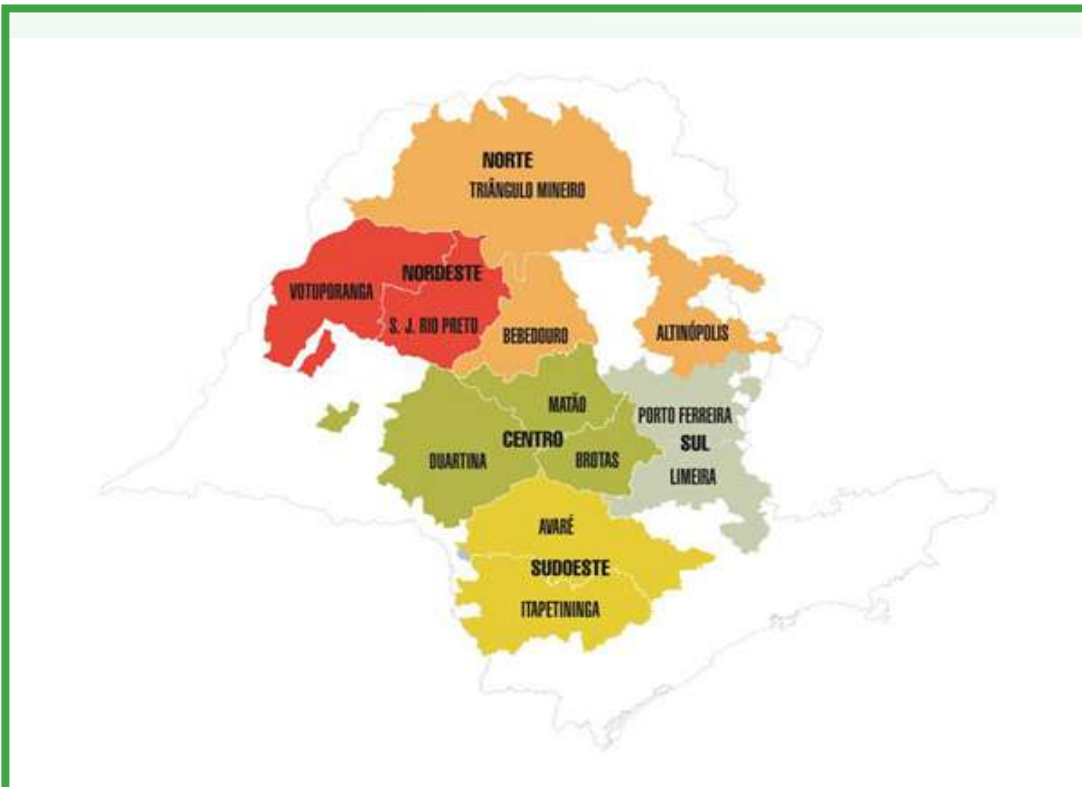 NORTE
TRIÂNGULO MINEIRO
NORDESTE
VOTUPORANGA
S. J. RIO PRETO
BEBEDOURO
ALTINÓPOLIS
MATÃO
PORTO FERREIRA
CENTRO
SUL
DUARTINA
BROTAS
LIMEIRA
AVARÉ
SUDOESTE
ITAPETININGA